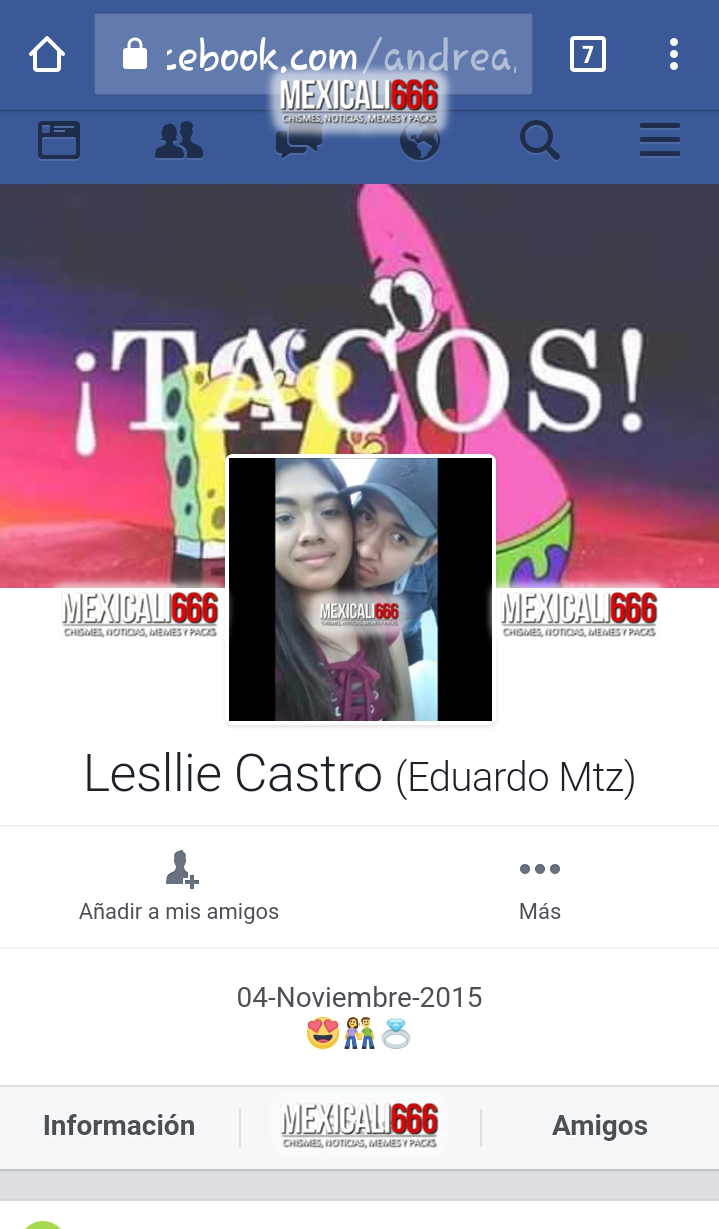 cebook.com/andrea
7
MEXICALI666
CHISMES, NOTICIAS, MEMES Y PACKS
¡TACOS!
MEXICALI666
CHISMES, NOTICIAS, MEMES Y PACKS
MEXICALI666
CHISMES, NOTICIAS, MEMES Y PACKS
MEXICALI666
CHISMES, NOTICIAS, MEMES Y PACKS
Lesllie Castro (Eduardo Mtz)
Añadir a mis amigos
Más
04-Noviembre-2015
😍👫💍
Información
MEXICALI666
CHISMES, NOTICIAS, MEMES Y PACKS
Amigos